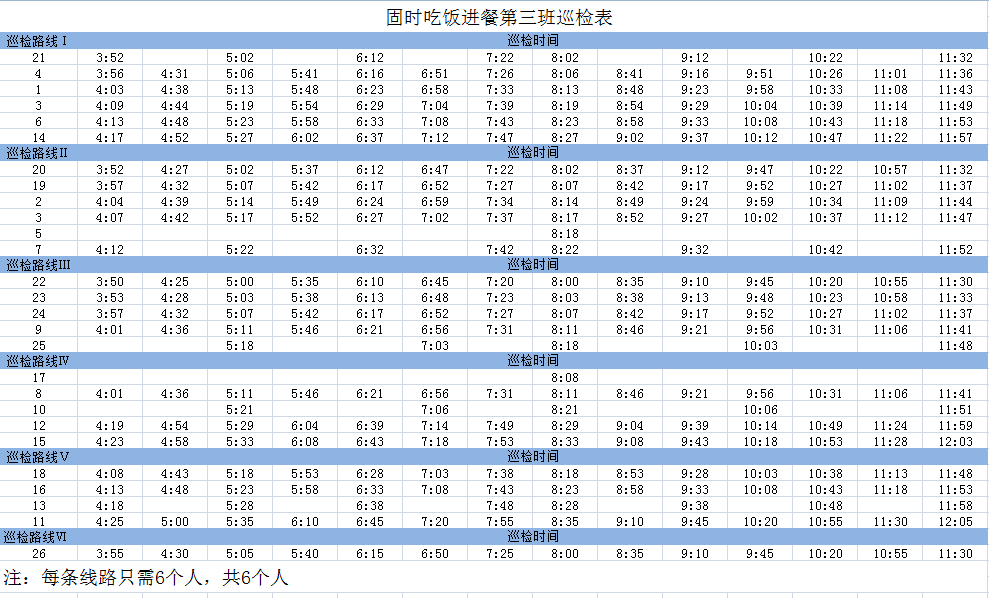 固时吃饭进餐第三班巡检表
巡检路线Ⅰ 巡检时间
21 3:52 5:02 6:12 7:22 8:02 9:12 10:22 11:32
4 3:56 4:31 5:06 5:41 6:16 6:51 7:26 8:06 8:41 9:16 9:51 10:26 11:01 11:36
1 4:03 4:38 5:13 5:48 6:23 6:58 7:33 8:13 8:48 9:23 9:58 10:33 11:08 11:43
3 4:09 4:44 5:19 5:54 6:29 7:04 7:39 8:19 8:54 9:29 10:04 10:39 11:14 11:49
6 4:13 4:48 5:23 5:58 6:33 7:08 7:43 8:23 8:58 9:33 10:08 10:43 11:18 11:53
14 4:17 4:52 5:27 6:02 6:37 7:12 7:47 8:27 9:02 9:37 10:12 10:47 11:22 11:57
巡检路线Ⅱ 巡检时间
20 3:52 4:27 5:02 5:37 6:12 6:47 7:22 8:02 8:37 9:12 9:47 10:22 10:57 11:32
19 3:57 4:32 5:07 5:42 6:17 6:52 7:27 8:07 8:42 9:17 9:52 10:27 11:02 11:37
2 4:04 4:39 5:14 5:49 6:24 6:59 7:34 8:14 8:49 9:24 9:59 10:34 11:09 11:44
3 4:07 4:42 5:17 5:52 6:27 7:02 7:37 8:17 8:52 9:27 10:02 10:37 11:12 11:47
5 8:18
7 4:12 5:22 6:32 7:42 8:22 9:32 10:42 11:52
巡检路线Ⅲ 巡检时间
22 3:50 4:25 5:00 5:35 6:10 6:45 7:20 8:00 8:35 9:10 9:45 10:20 10:55 11:30
23 3:53 4:28 5:03 5:38 6:13 6:48 7:23 8:03 8:38 9:13 9:48 10:23 10:58 11:33
24 3:57 4:32 5:07 5:42 6:17 6:52 7:27 8:07 8:42 9:17 9:52 10:27 11:02 11:37
9 4:01 4:36 5:11 5:46 6:21 6:56 7:31 8:11 8:46 9:21 9:56 10:31 11:06 11:41
25 5:18 7:03 8:18 10:03 11:48
巡检路线Ⅳ 巡检时间
17 8:08
8 4:01 4:36 5:11 5:46 6:21 6:56 7:31 8:11 8:46 9:21 9:56 10:31 11:06 11:41
10 5:21 7:06 8:21 10:06 11:51
12 4:19 4:54 5:29 6:04 6:39 7:14 7:49 8:29 9:04 9:39 10:14 10:49 11:24 11:59
15 4:23 4:58 5:33 6:08 6:43 7:18 7:53 8:33 9:08 9:43 10:18 10:53 11:28 12:03
巡检路线Ⅴ 巡检时间
18 4:08 4:43 5:18 5:53 6:28 7:03 7:38 8:18 8:53 9:28 10:03 10:38 11:13 11:48
16 4:13 4:48 5:23 5:58 6:33 7:08 7:43 8:23 8:58 9:33 10:08 10:43 11:18 11:53
13 4:18 5:28 6:38 7:48 8:28 9:38 10:48 11:58
11 4:25 5:00 5:35 6:10 6:45 7:20 7:55 8:35 9:10 9:45 10:20 10:55 11:30 12:05
巡检路线Ⅵ 巡检时间
26 3:55 4:30 5:05 5:40 6:15 6:50 7:25 8:00 8:35 9:10 9:45 10:20 10:55 11:30
注：每条线路只需6个人，共6个人